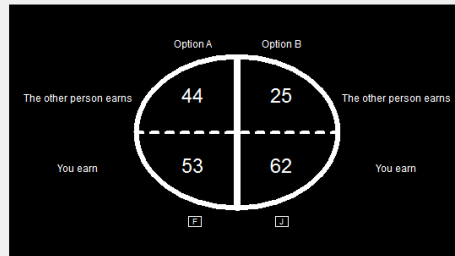 Option A Option B
The other person earns 44 25 The other person earns
You earn 53 62 You earn
F J